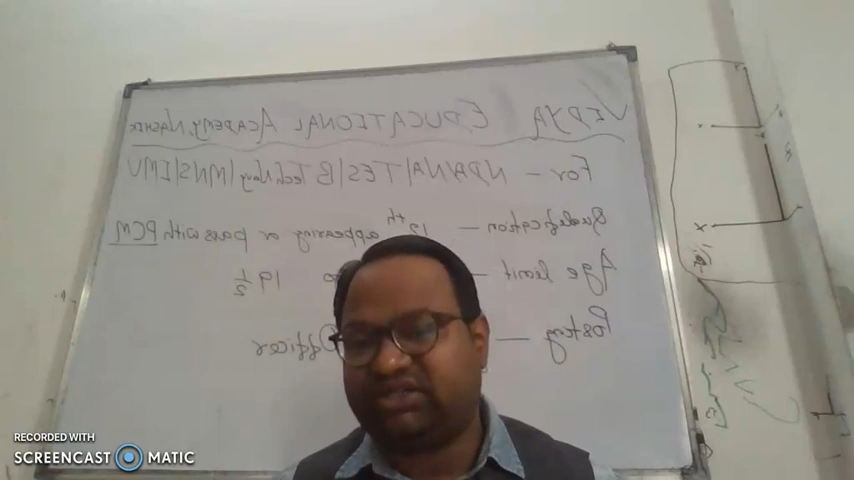 VEDYA EDUCATIONAL ACADEMY NASHIK
For - NDA/NA/TES/B Tech Navy/MNS/IMU
Qualification - 12th appearing or pass with PCM
Age limit - 19 1/2
Posting - Officer
RECORDED WITH
SCREENCAST MATIC